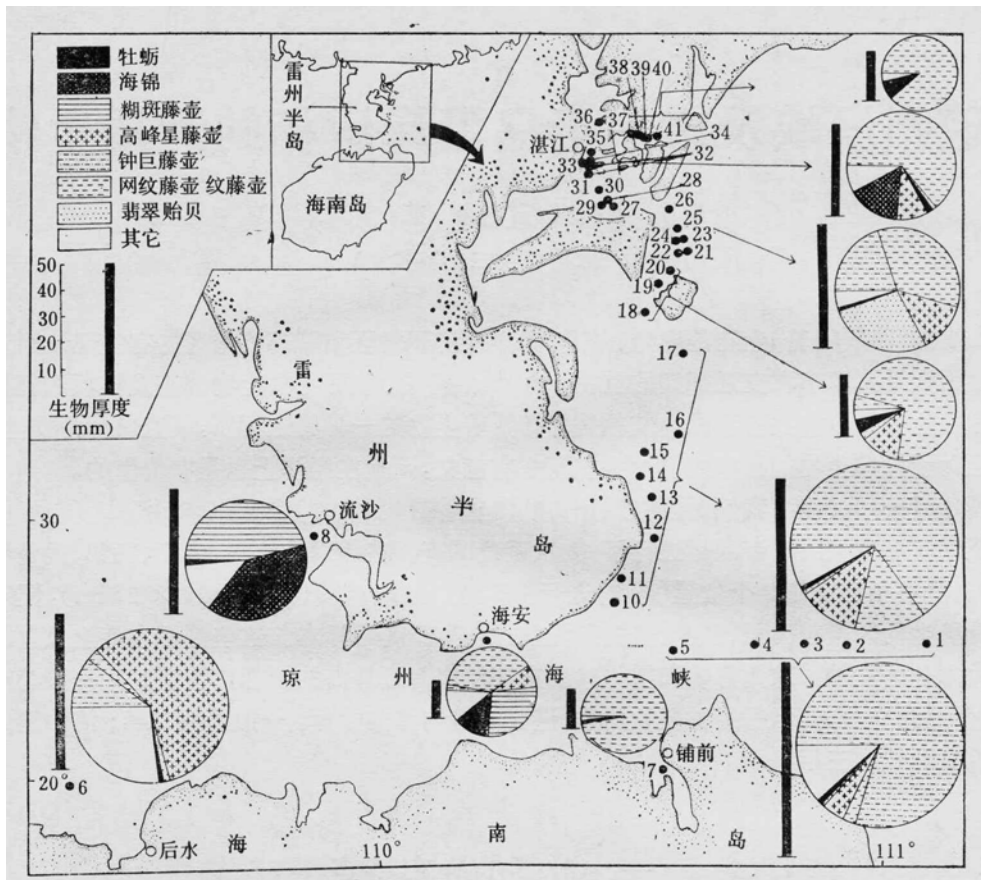 牡蛎
海锦
糊斑藤壶
高峰星藤壶
钟巨藤壶
网纹藤壶 纹藤壶
翡翠贻贝
其它
50
40
30
20
10
生物厚度
(mm)
雷州半岛
海南岛
湛江
38 39 40
36 37
35
41 34
33
32
31 30
28
29 27
26
25
24 23
22 21
20
19
18
17
16
15
14
13
12
11
10
雷
州
半
岛
流沙
8
30
海安
5 4 3 2 1
琼 州 海 峡
铺前
7
20°
6
后水
海 南 岛
110°
111°